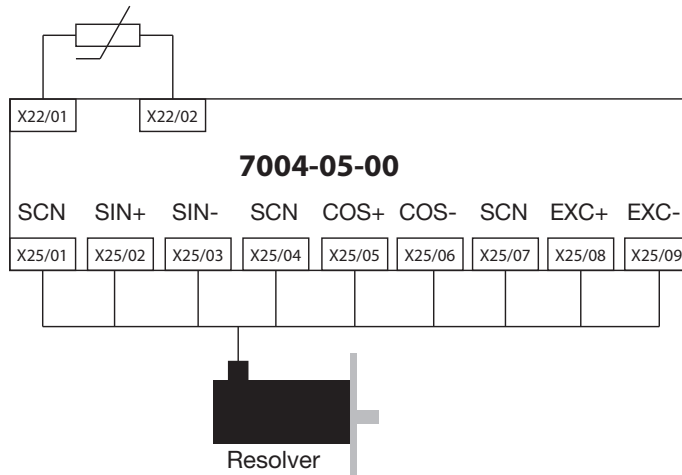 X22/01 X22/02
7004-05-00
SCN SIN+ SIN- SCN COS+ COS- SCN EXC+ EXC-
X25/01 X25/02 X25/03 X25/04 X25/05 X25/06 X25/07 X25/08 X25/09
Resolver